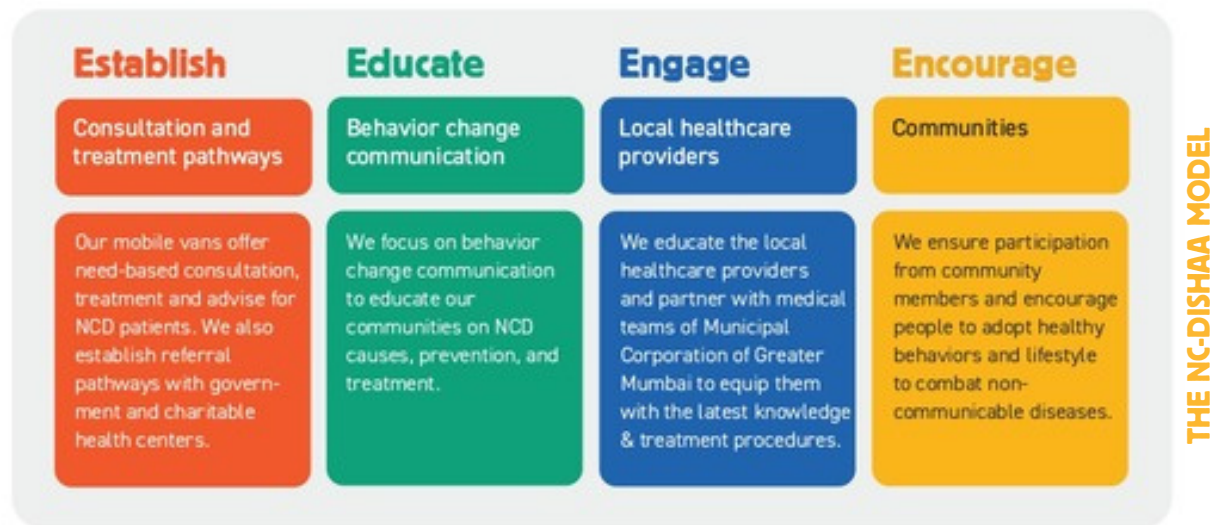 Establish
Consultation and
treatment pathways
Our mobile vans offer
need-based consultation,
treatment and advise for
NCD patients. We also
establish referral
pathways with govern-
ment and charitable
health centers.
Educate
Behavior change
communication
We focus on behavior
change communication
to educate our
communities on NCD
causes, prevention, and
treatment.
Engage
Local healthcare
providers
We educate the local
healthcare providers
and partner with medical
teams of Municipal
Corporation of Greater
Mumbai to equip them
with the latest knowledge
& treatment procedures.
Encourage
Communities
We ensure participation
from community
members and encourage
people to adopt healthy
behaviors and lifestyle
to combat non-
communicable diseases.
THE NC-DISHAA MODEL